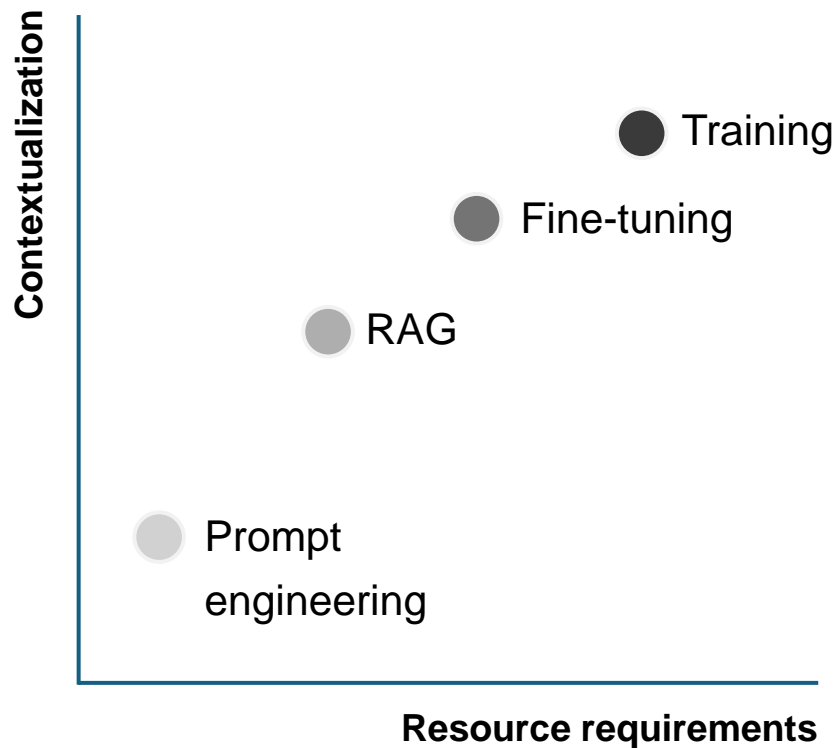 Contextualization
Training
Fine-tuning
RAG
Prompt
engineering
Resource requirements